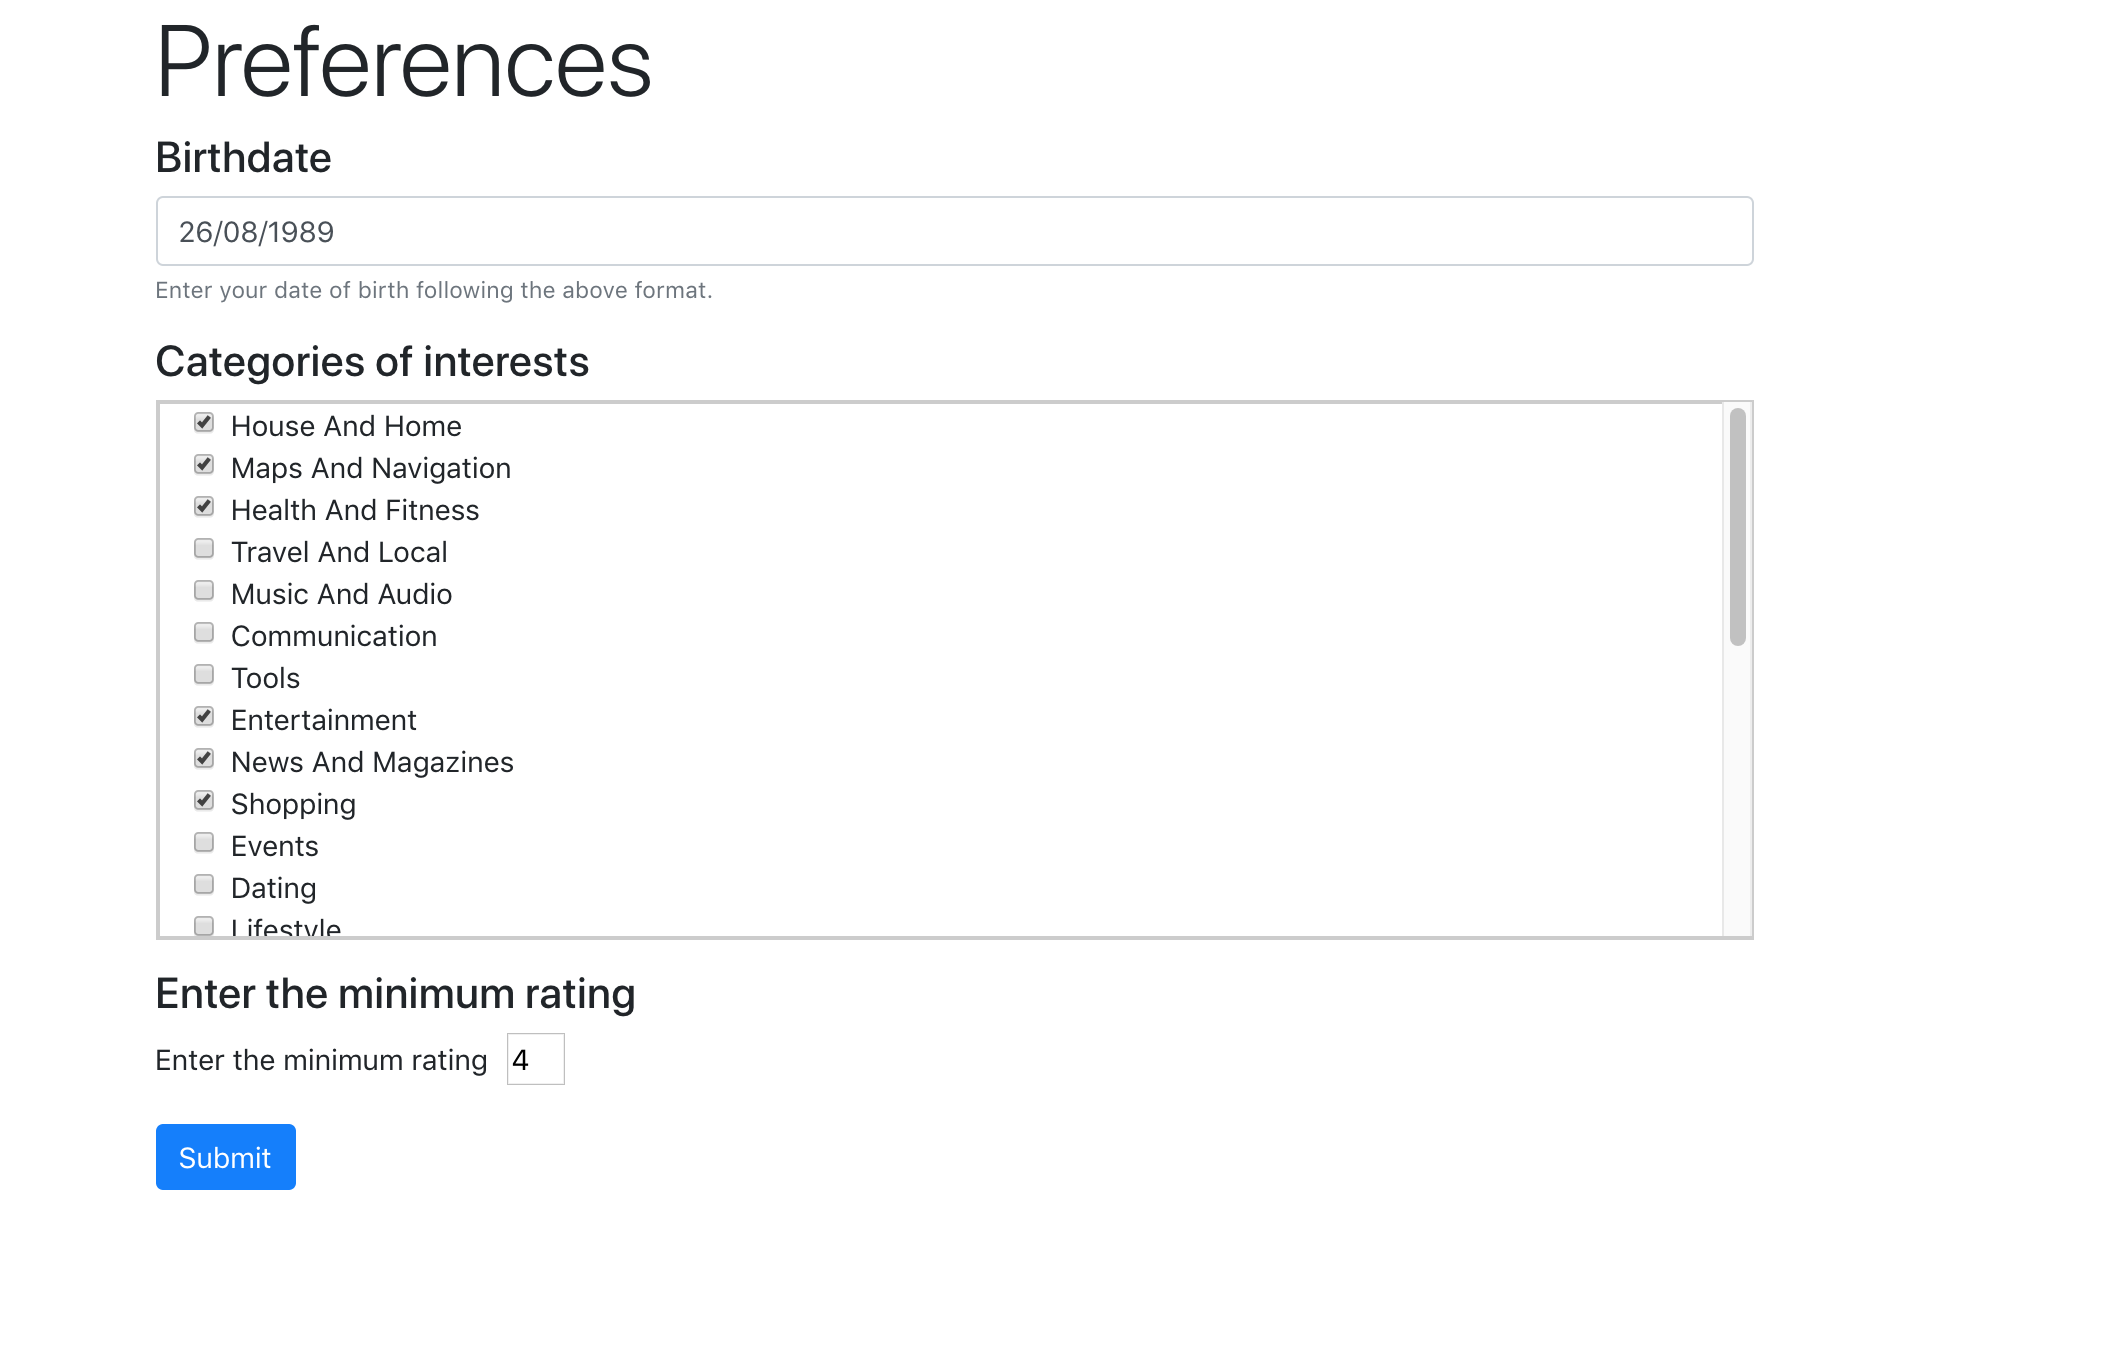 Preferences
Birthdate
26/08/1989
Enter your date of birth following the above format.
Categories of interests
House And Home
Maps And Navigation
Health And Fitness
Travel And Local
Music And Audio
Communication
Tools
Entertainment
News And Magazines
Shopping
Events
Dating
Lifestyle
Enter the minimum rating
Enter the minimum rating 4
Submit